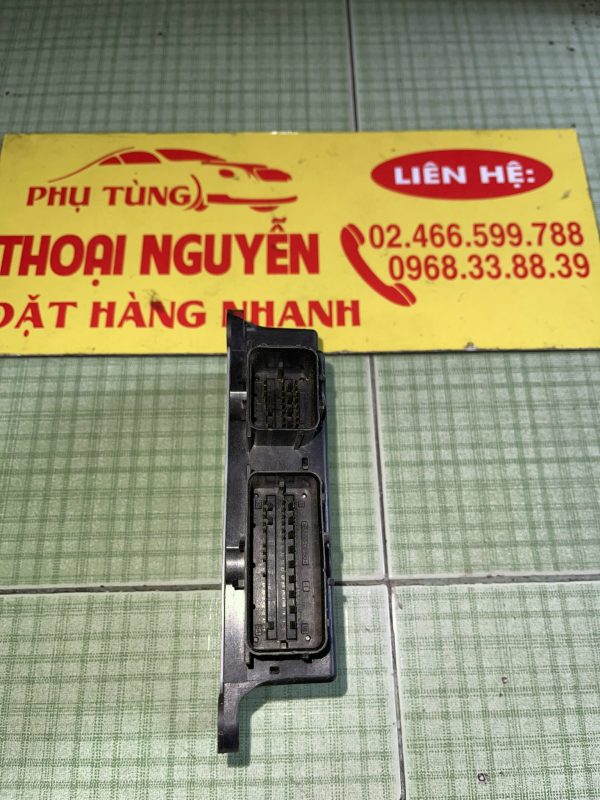 PHỤ TÙNG
LIÊN HỆ:
THOẠI NGUYỄN
02.466.599.788
0968.33.88.39
ĐẶT HÀNG NHANH